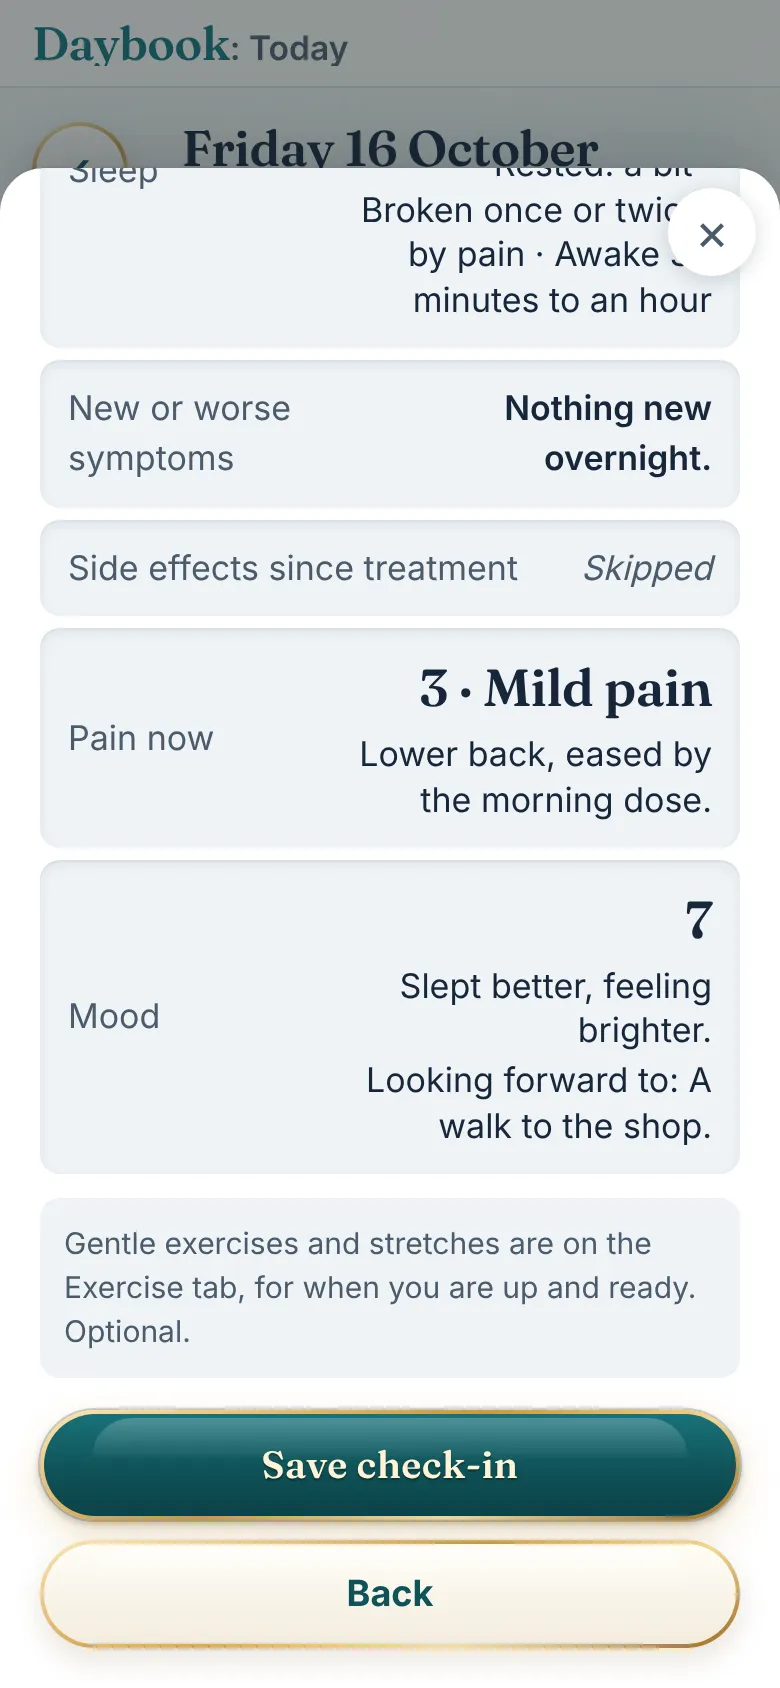 Daybook: Today
Friday 16 October
Sleep
Rested: a bit
Broken once or
by pain · Awake
minutes to an hour
New or worse
symptoms
Nothing new
overnight.
Side effects since treatment
Skipped
3 · Mild pain
Pain now
Lower back, eased by
the morning dose.
7
Slept better, feeling
brighter.
Mood
Looking forward to: A
walk to the shop.
Gentle exercises and stretches are on the
Exercise tab, for when you are up and ready.
Optional.
Save check-in
Back